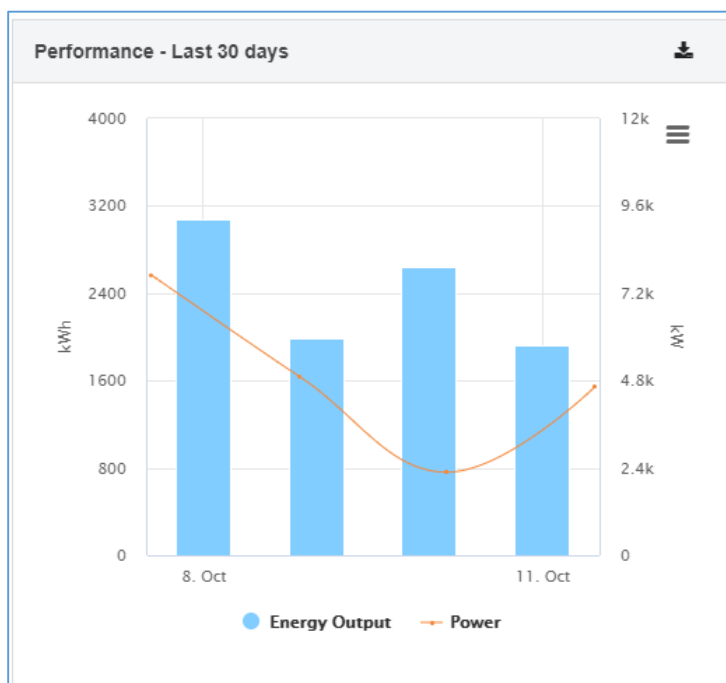 Performance - Last 30 days
4000
3200
2400
1600
800
0
kWh
12k
9.6k
7.2k
4.8k
2.4k
0
kW
8. Oct
11. Oct
Energy Output
Power